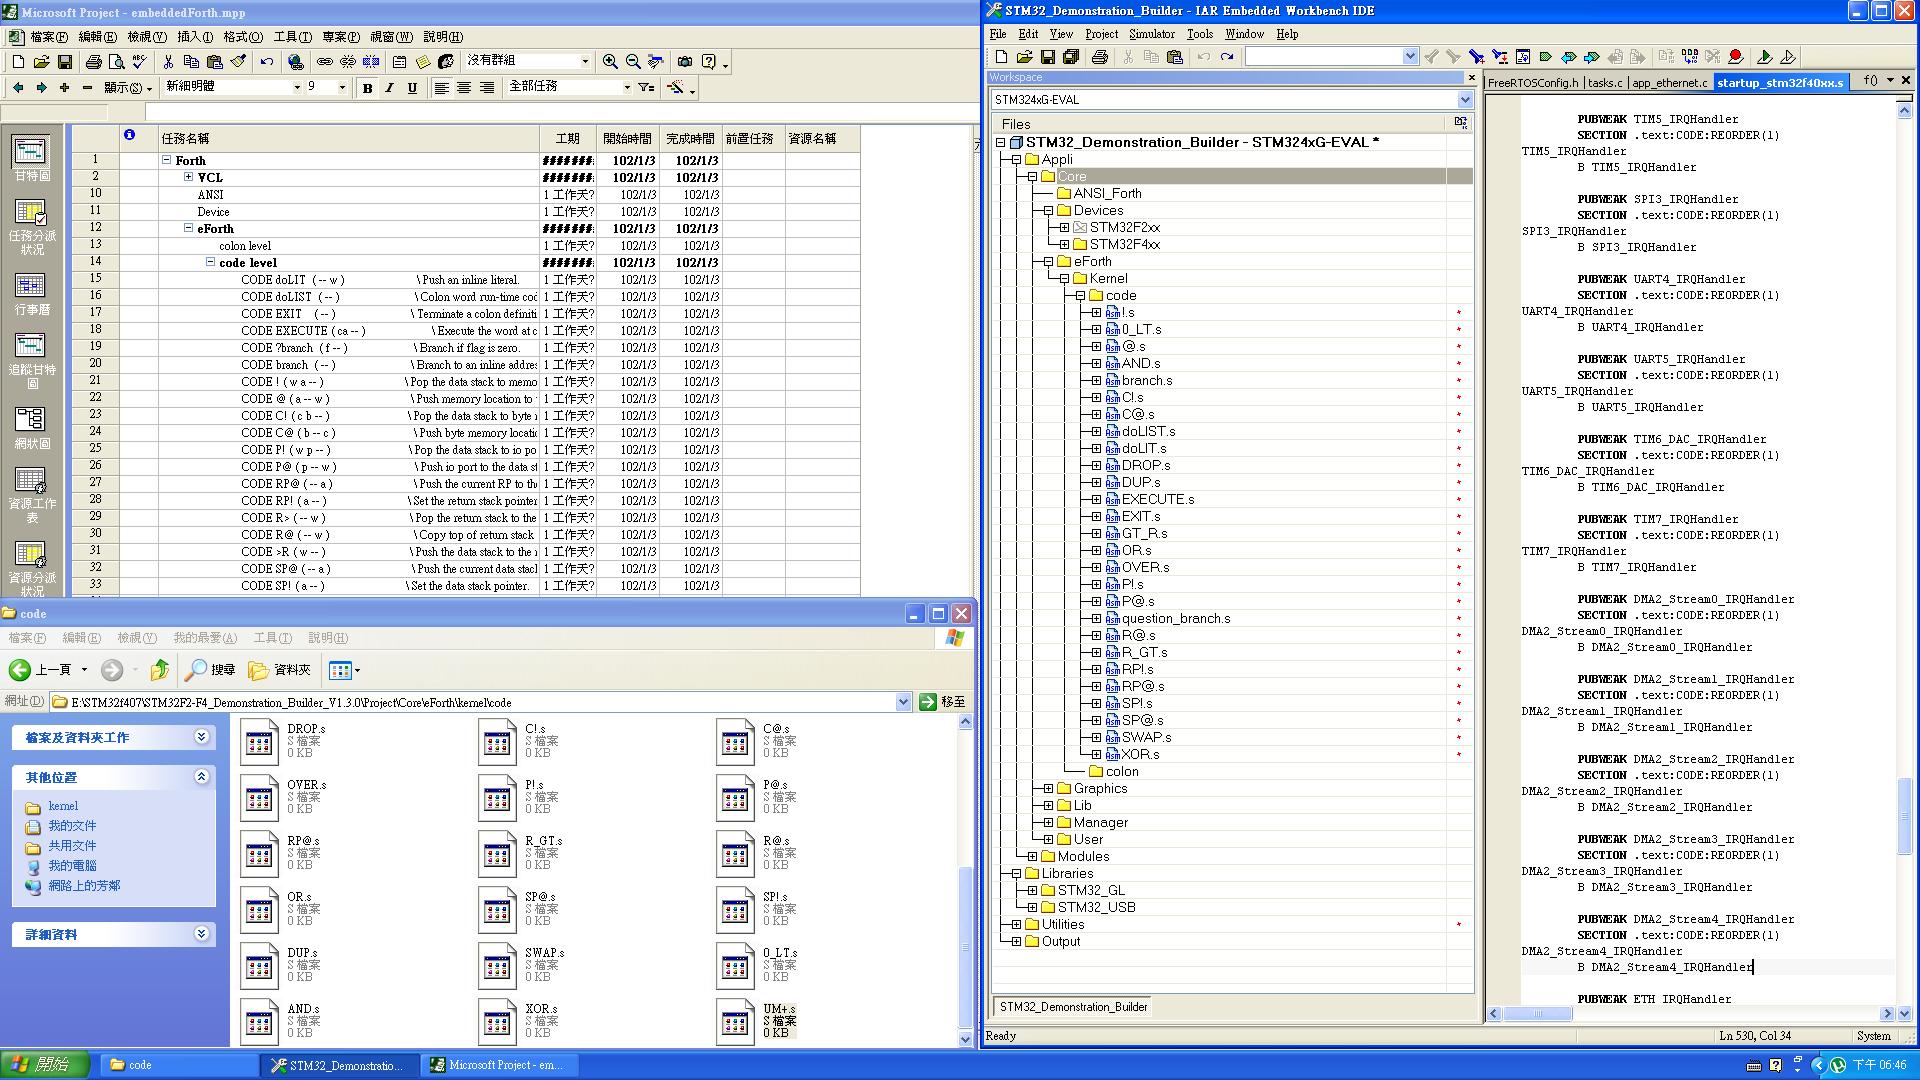 Microsoft Project - embeddedForth.mpp
檔案(F) 編輯(E) 檢視(V) 插入(I) 格式(O) 工具(T) 專案(P) 視窗(W) 說明(H)
沒有群組
顯示(S) 新細明體 9 B I U 全部任務
任務名稱 工期 開始時間 完成時間 前置任務 資源名稱
1 Forth ####### 102/1/3 102/1/3
2 VCL ####### 102/1/3 102/1/3
10 ANSI 1 工作天? 102/1/3 102/1/3
11 Device 1 工作天? 102/1/3 102/1/3
12 eForth ####### 102/1/3 102/1/3
13 colon level 1 工作天? 102/1/3 102/1/3
14 code level ####### 102/1/3 102/1/3
15 CODE doLIT ( -- w ) \ Push an inline literal. 1 工作天? 102/1/3 102/1/3
16 CODE doLIST ( -- ) \ Colon word run-time cod 1 工作天? 102/1/3 102/1/3
17 CODE EXIT ( -- ) \ Terminate a colon definiti 1 工作天? 102/1/3 102/1/3
18 CODE EXECUTE ( ca -- ) \ Execute the word at c 1 工作天? 102/1/3 102/1/3
19 CODE ?branch ( f -- ) \ Branch if flag is zero. 1 工作天? 102/1/3 102/1/3
20 CODE branch ( -- ) \ Branch to an inline addres 1 工作天? 102/1/3 102/1/3
21 CODE ! ( w a -- ) \ Pop the data stack to memo 1 工作天? 102/1/3 102/1/3
22 CODE @ ( a -- w ) \ Push memory location to 1 工作天? 102/1/3 102/1/3
23 CODE C! ( c b -- ) \ Pop the data stack to byte 1 工作天? 102/1/3 102/1/3
24 CODE C@ ( b -- c ) \ Push byte memory locatic 1 工作天? 102/1/3 102/1/3
25 CODE P! ( w p -- ) \ Pop the data stack to io po 1 工作天? 102/1/3 102/1/3
26 CODE P@ ( p -- w ) \ Push io port to the data st 1 工作天? 102/1/3 102/1/3
27 CODE RP@ ( -- a ) \ Push the current RP to the 1 工作天? 102/1/3 102/1/3
28 CODE RP! ( a -- ) \ Set the return stack pointer 1 工作天? 102/1/3 102/1/3
29 CODE R> ( -- w ) \ Pop the return stack to the 1 工作天? 102/1/3 102/1/3
30 CODE R@ ( -- w ) \ Copy top of return stack 1 工作天? 102/1/3 102/1/3
31 CODE >R ( w -- ) \ Push the data stack to the 1 工作天? 102/1/3 102/1/3
32 CODE SP@ ( -- a ) \ Push the current data stacl 1 工作天? 102/1/3 102/1/3
33 CODE SP! ( a -- ) \ Set the data stack pointer. 1 工作天? 102/1/3 102/1/3
甘特圖
任務分派
狀況
行事曆
追蹤甘特
圖
網狀圖
資源工作
表
資源分派
狀況
code
檔案(F) 編輯(E) 檢視(V) 我的最愛(A) 工具(T) 說明(H)
上一頁 搜尋 資料夾
網址(D) E:\STM32f407\STM32F2-F4_Demonstration_Builder_V1.3.0\Project\Core\eForth\kernel\code 移至
檔案及資料夾工作
其他位置
kernel
我的文件
共用文件
我的電腦
網路上的芳鄰
詳細資料
DROP.s C!.s C@.s
S 檔案 S 檔案 S 檔案
0 KB 0 KB 0 KB
OVER.s P!.s P@.s
S 檔案 S 檔案 S 檔案
0 KB 0 KB 0 KB
RP@.s R_GT.s R@.s
S 檔案 S 檔案 S 檔案
0 KB 0 KB 0 KB
OR.s SP@.s SP!.s
S 檔案 S 檔案 S 檔案
0 KB 0 KB 0 KB
DUP.s SWAP.s 0_LT.s
S 檔案 S 檔案 S 檔案
0 KB 0 KB 0 KB
AND.s XOR.s UM+.s
S 檔案 S 檔案 S 檔案
0 KB 0 KB 0 KB
STM32_Demonstration_Builder - IAR Embedded Workbench IDE
File Edit View Project Simulator Tools Window Help
Workspace
STM324xG-EVAL
Files
STM32_Demonstration_Builder - STM324xG-EVAL *
Appli
Core
ANSI_Forth
Devices
STM32F2xx
STM32F4xx
eForth
Kernel
code
!.s
0_LT.s
@.s
AND.s
branch.s
C!.s
C@.s
doLIST.s
doLIT.s
DROP.s
DUP.s
EXECUTE.s
EXIT.s
GT_R.s
OR.s
OVER.s
P!.s
P@.s
question_branch.s
R@.s
R_GT.s
RP!.s
RP@.s
SP!.s
SP@.s
SWAP.s
XOR.s
colon
Graphics
Lib
Manager
User
Modules
Libraries
STM32_GL
STM32_USB
Utilities
Output
STM32_Demonstration_Builder
FreeRTOSConfig.h tasks.c app_ethernet.c startup_stm32f40xx.s f()
PUBWEAK TIM5_IRQHandler
SECTION .text:CODE:REORDER(1)
TIM5_IRQHandler
B TIM5_IRQHandler
PUBWEAK SPI3_IRQHandler
SECTION .text:CODE:REORDER(1)
SPI3_IRQHandler
B SPI3_IRQHandler
PUBWEAK UART4_IRQHandler
SECTION .text:CODE:REORDER(1)
UART4_IRQHandler
B UART4_IRQHandler
PUBWEAK UART5_IRQHandler
SECTION .text:CODE:REORDER(1)
UART5_IRQHandler
B UART5_IRQHandler
PUBWEAK TIM6_DAC_IRQHandler
SECTION .text:CODE:REORDER(1)
TIM6_DAC_IRQHandler
B TIM6_DAC_IRQHandler
PUBWEAK TIM7_IRQHandler
SECTION .text:CODE:REORDER(1)
TIM7_IRQHandler
B TIM7_IRQHandler
PUBWEAK DMA2_Stream0_IRQHandler
SECTION .text:CODE:REORDER(1)
DMA2_Stream0_IRQHandler
B DMA2_Stream0_IRQHandler
PUBWEAK DMA2_Stream1_IRQHandler
SECTION .text:CODE:REORDER(1)
DMA2_Stream1_IRQHandler
B DMA2_Stream1_IRQHandler
PUBWEAK DMA2_Stream2_IRQHandler
SECTION .text:CODE:REORDER(1)
DMA2_Stream2_IRQHandler
B DMA2_Stream2_IRQHandler
PUBWEAK DMA2_Stream3_IRQHandler
SECTION .text:CODE:REORDER(1)
DMA2_Stream3_IRQHandler
B DMA2_Stream3_IRQHandler
PUBWEAK DMA2_Stream4_IRQHandler
SECTION .text:CODE:REORDER(1)
DMA2_Stream4_IRQHandler
B DMA2_Stream4_IRQHandler
PUBWEAK ETH_IRQHandler
Ready Ln 530, Col 34 System
開始 code STM32_Demonstratio... Microsoft Project - em... 下午 06:46